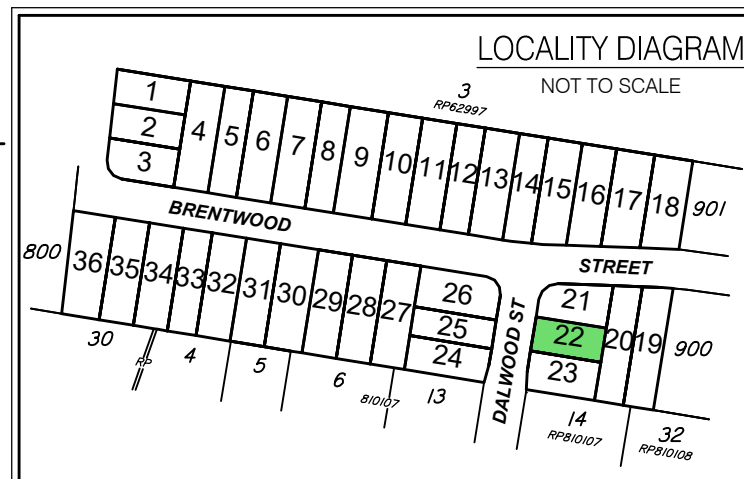 LOCALITY DIAGRAM
NOT TO SCALE
3
RP62997
1
2
3
4 5 6 7 8 9 10 11 12 13 14 15 16 17 18 901
BRENTWOOD STREET
800
36 35 34 33 32 31 30 29 28 27
26
25
24
DALWOOD ST
21
22
23
20 19 900
30 RP 4 5 6 810107 13
14
RP810107
32
RP810108